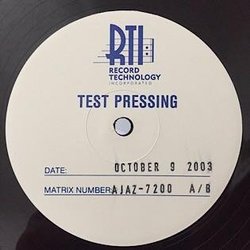 RTI
RECORD
TECHNOLOGY
INCORPORATED
TEST PRESSING
DATE: OCTOBER 9 2003
MATRIX NUMBER: AJAZ-7200 A/B